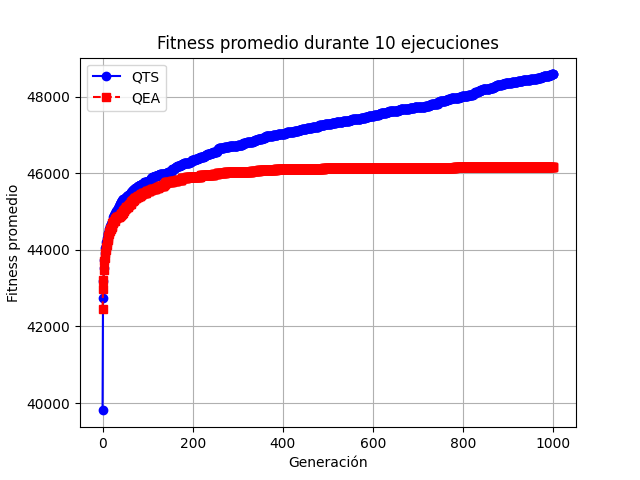 Fitness promedio durante 10 ejecuciones
QTS
QEA
Fitness promedio
48000
46000
44000
42000
40000
0 200 400 600 800 1000
Generación